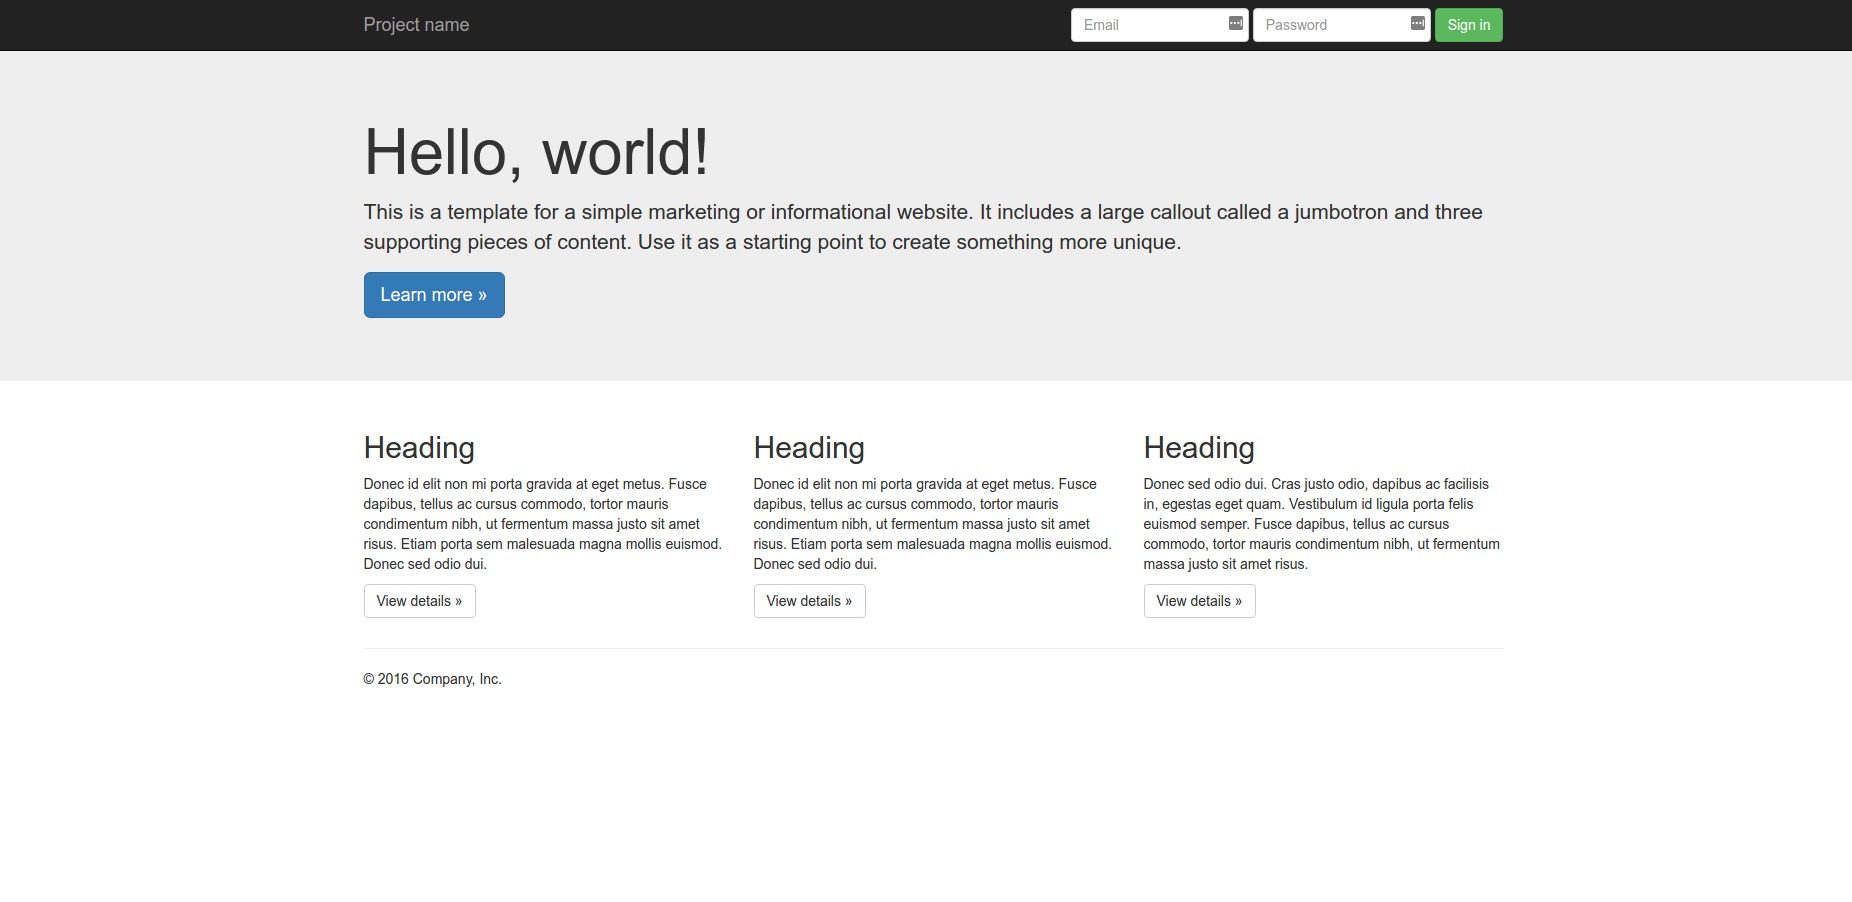 Project name
Email
Password
Sign in
Hello, world!
This is a template for a simple marketing or informational website. It includes a large callout called a jumbotron and three
supporting pieces of content. Use it as a starting point to create something more unique.
Learn more »
Heading
Donec id elit non mi porta gravida at eget metus. Fusce
dapibus, tellus ac cursus commodo, tortor mauris
condimentum nibh, ut fermentum massa justo sit amet
risus. Etiam porta sem malesuada magna mollis euismod.
Donec sed odio dui.
View details »
Heading
Donec id elit non mi porta gravida at eget metus. Fusce
dapibus, tellus ac cursus commodo, tortor mauris
condimentum nibh, ut fermentum massa justo sit amet
risus. Etiam porta sem malesuada magna mollis euismod.
Donec sed odio dui.
View details »
Heading
Donec sed odio dui. Cras justo odio, dapibus ac facilisis
in, egestas eget quam. Vestibulum id ligula porta felis
euismod semper. Fusce dapibus, tellus ac cursus
commodo, tortor mauris condimentum nibh, ut fermentum
massa justo sit amet risus.
View details »
© 2016 Company, Inc.